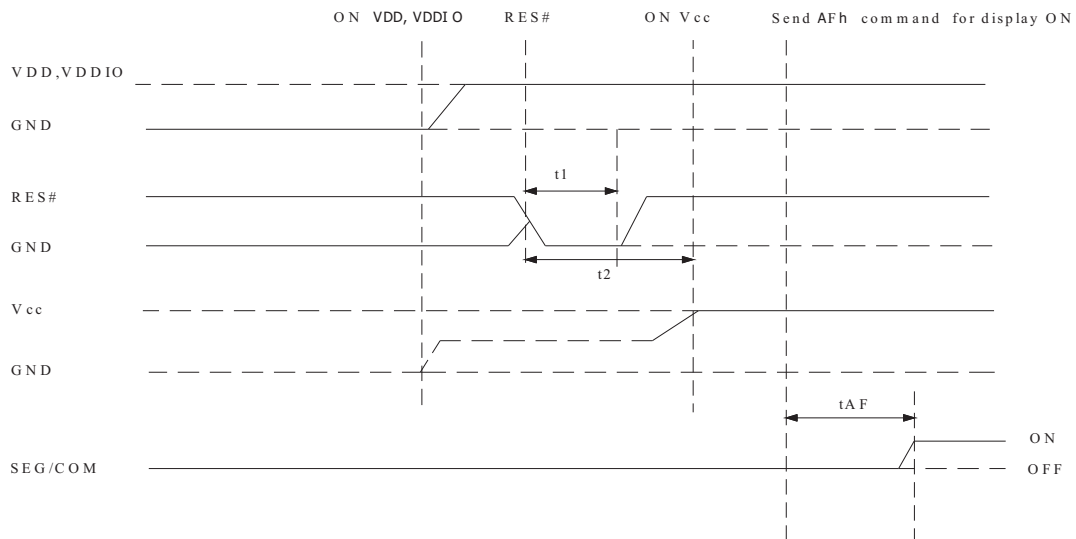 ON VDD, VDDIO RES# ON Vcc Send AFh command for display ON
VDD,VDDIO
GND
t1
RES#
GND
t2
Vcc
GND
tAF
ON
SEG/COM
OFF